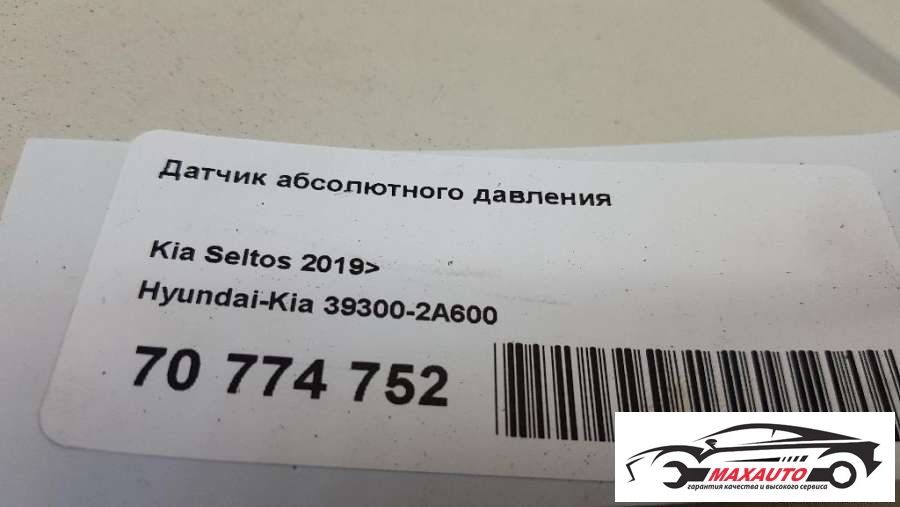 Датчик абсолютного давления
Kia Seltos 2019>
Hyundai-Kia 39300-2A600
70 774 752
MAXAUTO
гарантия качества и высокого сервиса